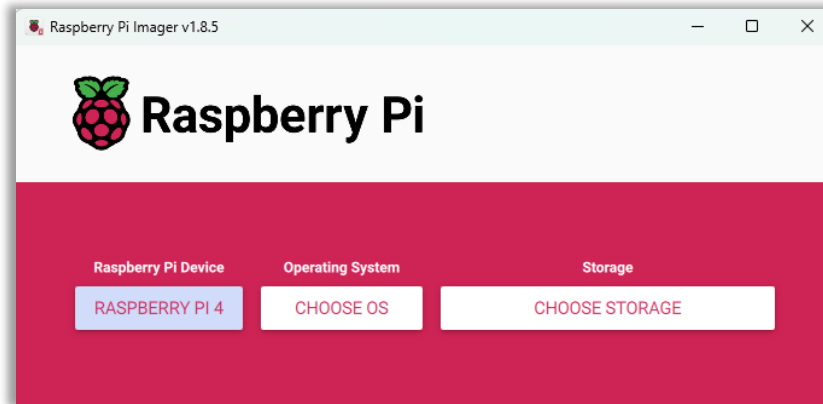 Raspberry Pi Imager v1.8.5
Raspberry Pi
Raspberry Pi Device Operating System Storage
RASPBERRY PI 4 CHOOSE OS CHOOSE STORAGE